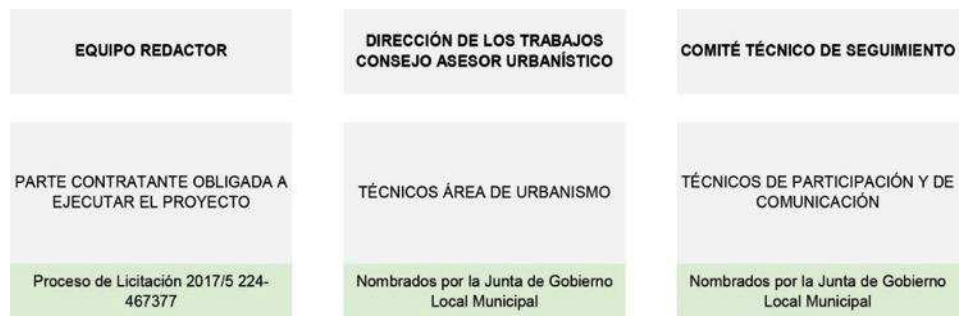 EQUIPO REDACTOR
DIRECCIÓN DE LOS TRABAJOS
CONSEJO ASESOR URBANÍSTICO
COMITÉ TÉCNICO DE SEGUIMIENTO
PARTE CONTRATANTE OBLIGADA A
EJECUTAR EL PROYECTO
TÉCNICOS ÁREA DE URBANISMO
TÉCNICOS DE PARTICIPACIÓN Y DE
COMUNICACIÓN
Proceso de Licitación 2017/5 224-
467377
Nombrados por la Junta de Gobierno
Local Municipal
Nombrados por la Junta de Gobierno
Local Municipal